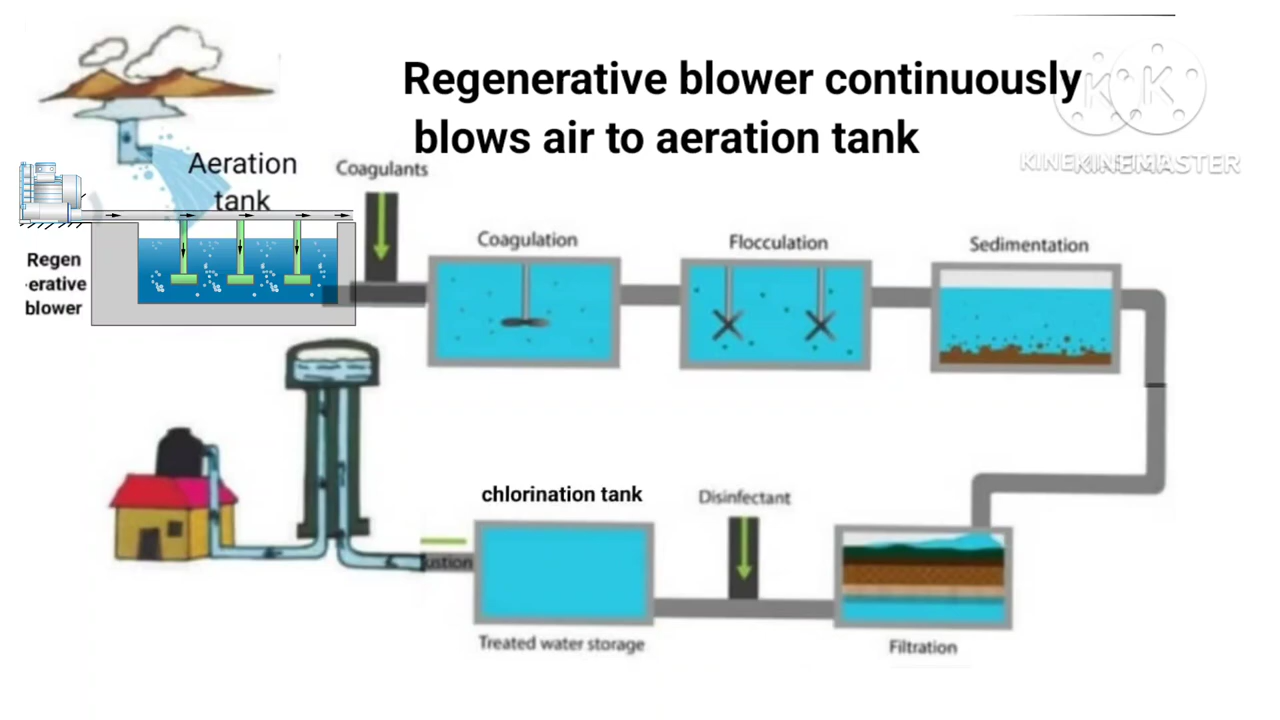 Regenerative blower continuously
blows air to aeration tank
KINEMASTER
Aeration
tank
Coagulants
Coagulation
Flocculation
Sedimentation
Regen
erative
blower
chlorination tank
Disinfectant
ustion
Treated water storage
Filtration